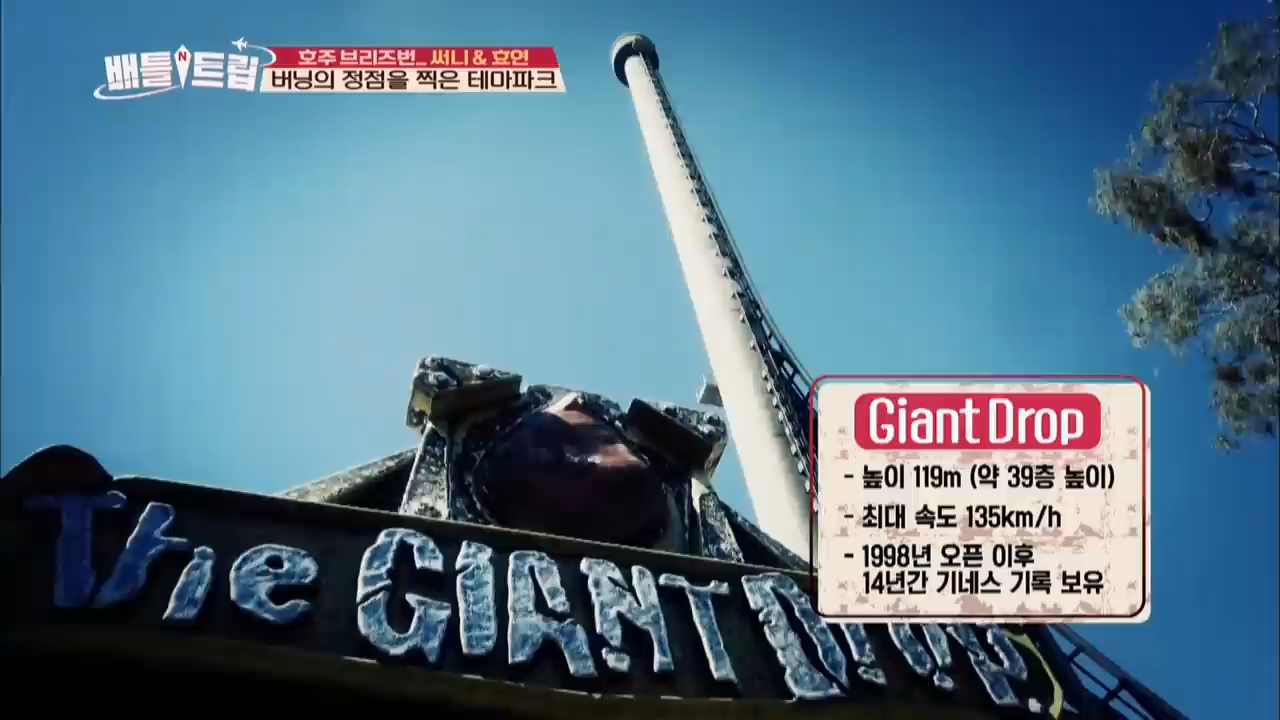 배틀트립
N
호주 브리즈번_ 써니 & 효연
버닝의 정점을 찍은 테마파크
Giant Drop
- 높이 119m (약 39층 높이)
- 최대 속도 135km/h
- 1998년 오픈 이후
14년간 기네스 기록 보유
The GIANT Drop